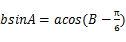 bsinA = acos(B − π/6)